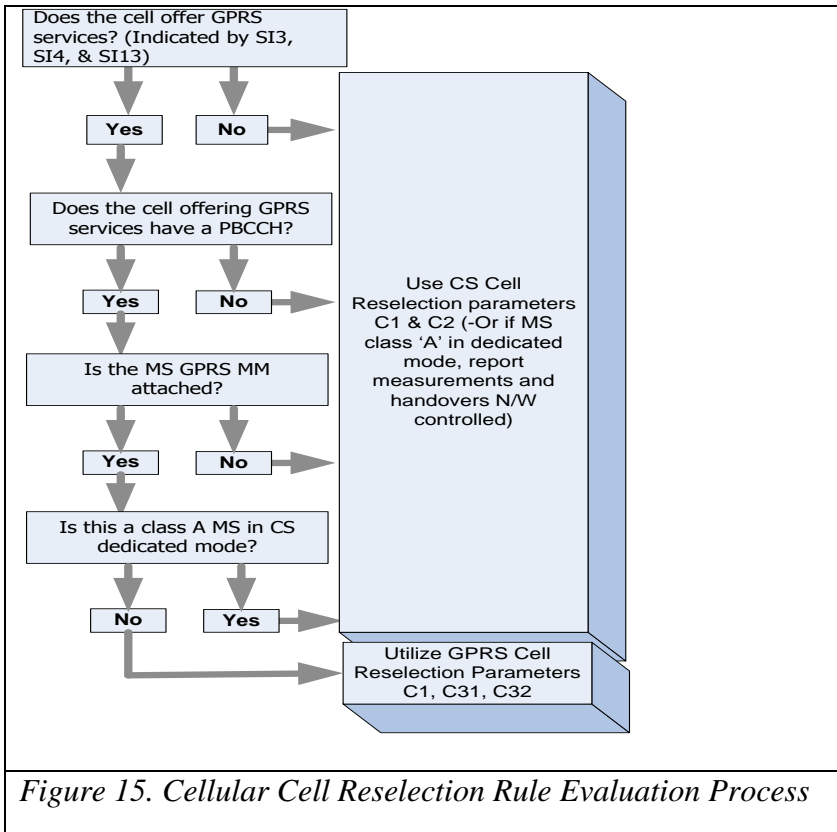 Does the cell offer GPRS
services? (Indicated by SI3,
SI4, & SI13)
Yes
No
Does the cell offering GPRS
services have a PBCCH?
Yes
No
Is the MS GPRS MM
attached?
Yes
No
Is this a class A MS in CS
dedicated mode?
No
Yes
Use CS Cell
Reselection parameters
C1 & C2 (-Or if MS
class ‘A’ in dedicated
mode, report
measurements and
handovers N/W
controlled)
Utilize GPRS Cell
Reselection Parameters
C1, C31, C32
Figure 15. Cellular Cell Reselection Rule Evaluation Process